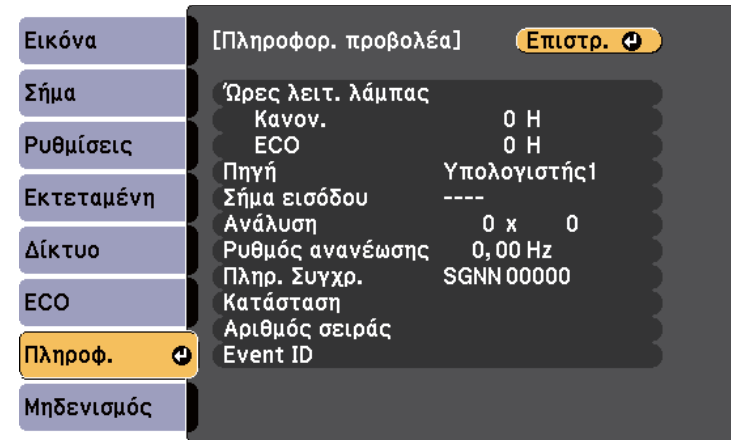 Εικόνα
Σήμα
Ρυθμίσεις
Εκτεταμένη
Δίκτυο
ECO
Πληροφ.
Μηδενισμός
[Πληροφορ. προβολέα] Επιστρ.
Ώρες λειτ. λάμπας
Κανον. 0 H
ECO 0 H
Πηγή Υπολογιστής1
Σήμα εισόδου ----
Ανάλυση 0 x 0
Ρυθμός ανανέωσης 0,00 Hz
Πληρ. Συγχρ. SGNN 00000
Κατάσταση
Αριθμός σειράς
Event ID